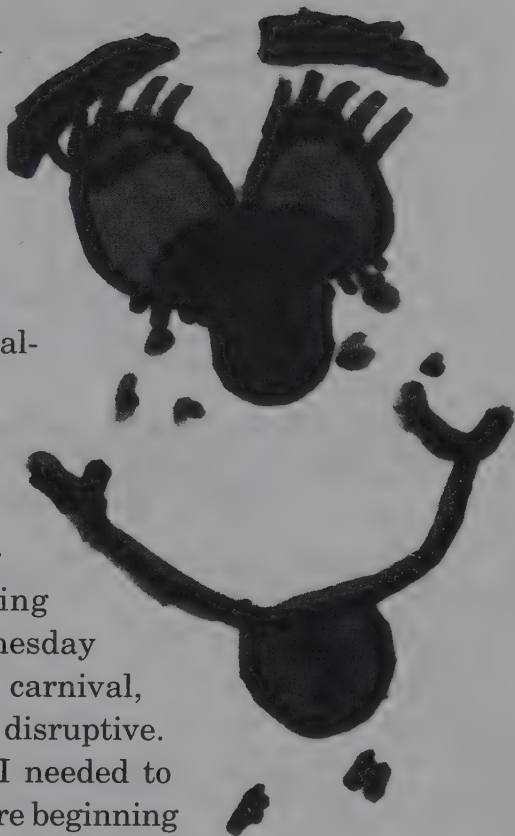 al-
ing
nesday
carnival,
disruptive.
I needed to
re beginning